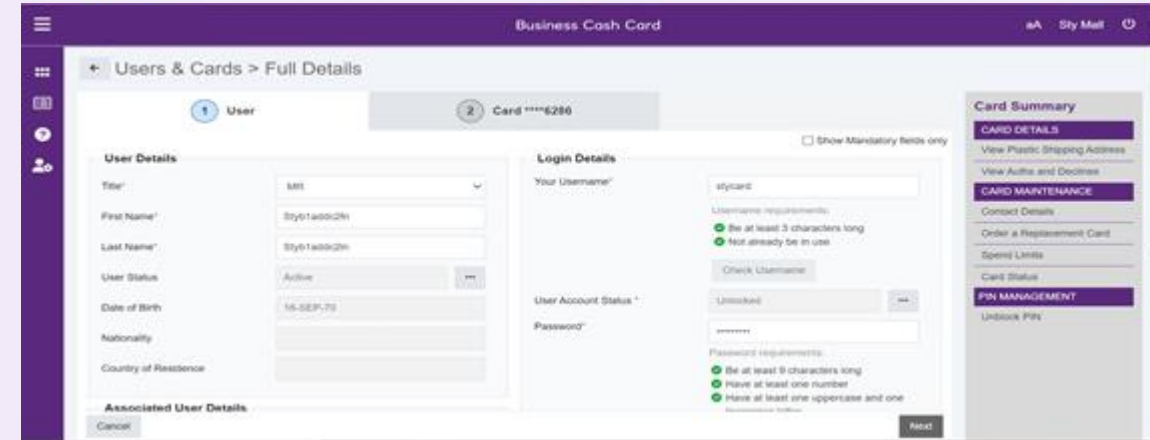 Business Cash Card
aA Sty Mall
← Users & Cards > Full Details
1 User
2 Card ****6286
Show Mandatory fields only
User Details
Title*
MR
First Name*
Last Name*
User Status
Active
...
Date of Birth
16-SEP-70
Nationality
Country of Residence
Associated User Details
Cancel
Login Details
Your Username*
stycard
Username requirements:
Be at least 3 characters long
Not already be in use
Check Username
User Account Status *
Unlocked
...
Password*
Password requirements:
Be at least 9 characters long
Have at least one number
Have at least one uppercase and one
Next
Card Summary
CARD DETAILS
View Plastic Shipping Address
View Auths and Declines
CARD MAINTENANCE
Contact Details
Order a Replacement Card
Spend Limits
Card Status
PIN MANAGEMENT
Unblock PIN